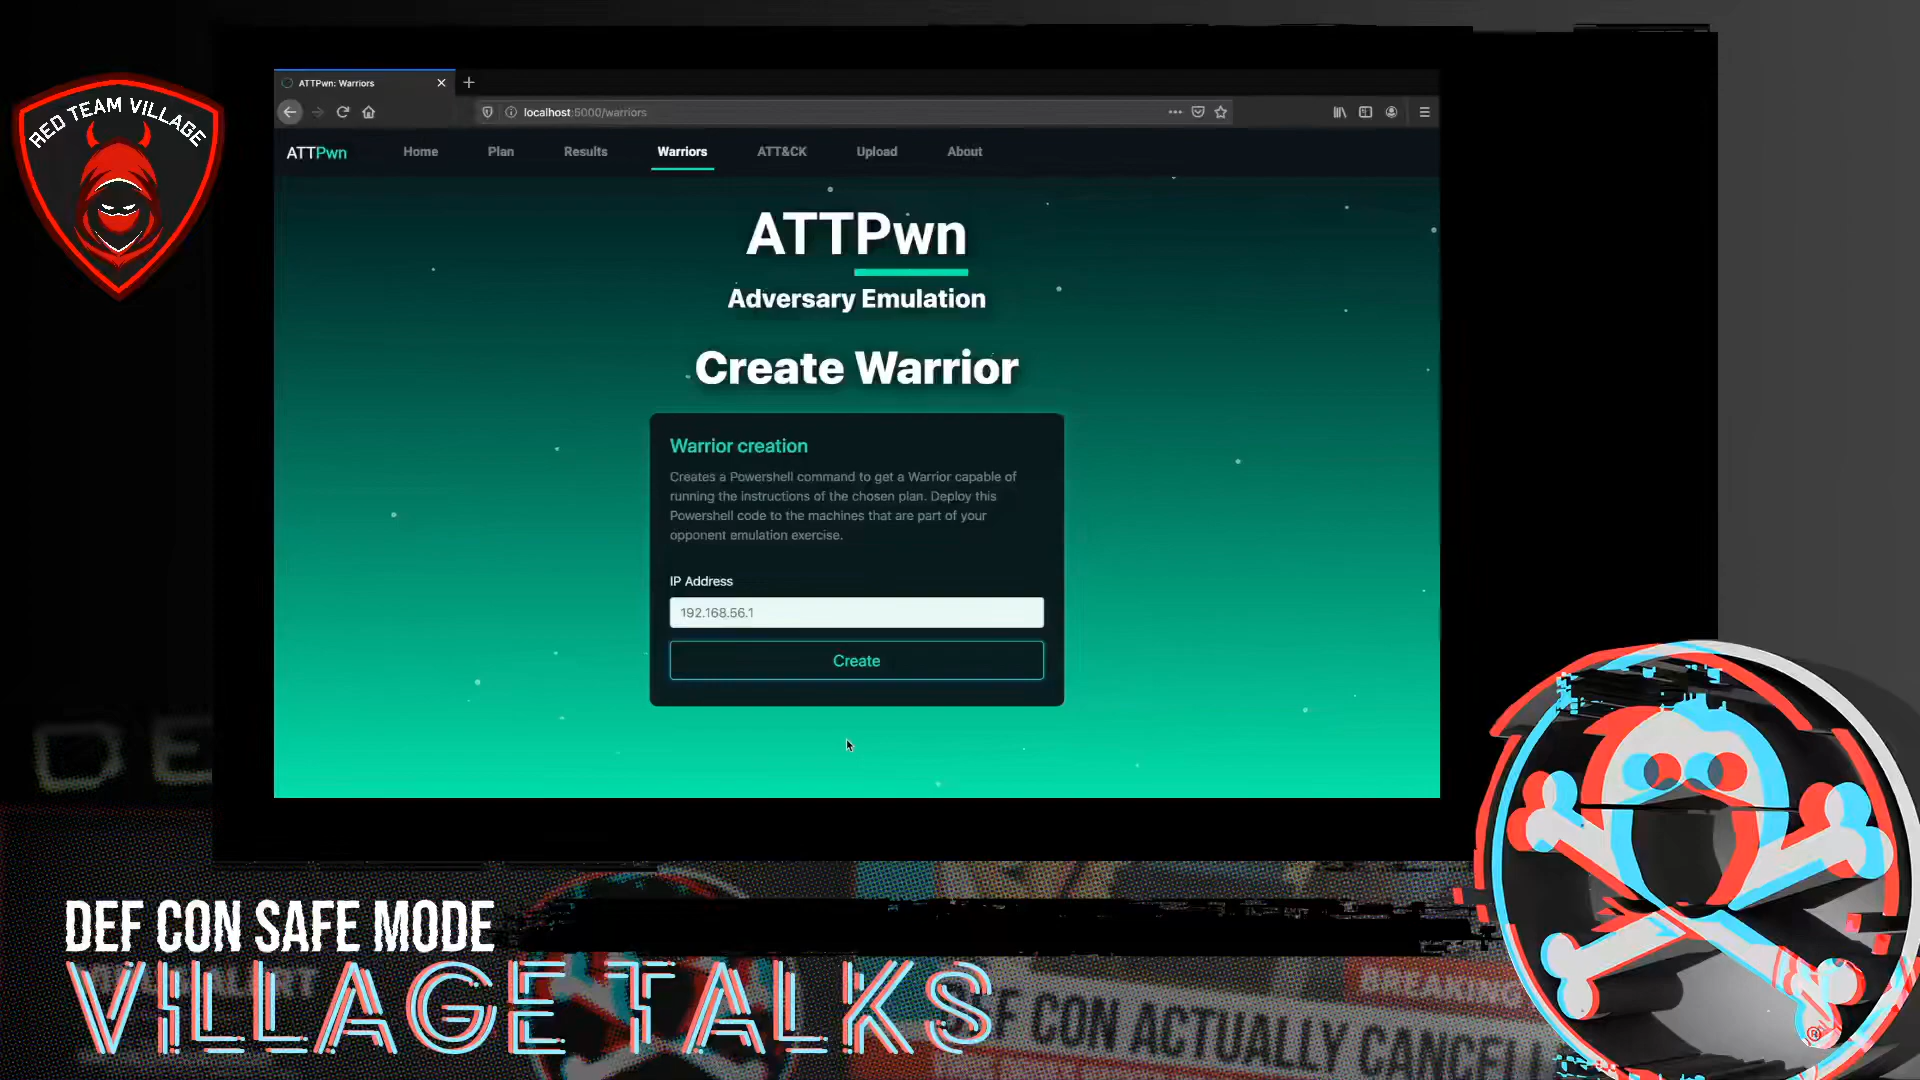 RED TEAM VILLAGE
ATTPwn: Warriors
localhost:5000/warriors
ATTPwn
Home
Plan
Results
Warriors
ATT&CK
Upload
About
ATTPwn
Adversary Emulation
Create Warrior
Warrior creation
Creates a Powershell command to get a Warrior capable of
running the instructions of the chosen plan. Deploy this
Powershell code to the machines that are part of your
opponent emulation exercise.
IP Address
192.168.56.1
Create
DE
DEF CON SAFE MODE
VILLAGE TALKS
BREAKING
DEF CON ACTUALLY CANCEL
®